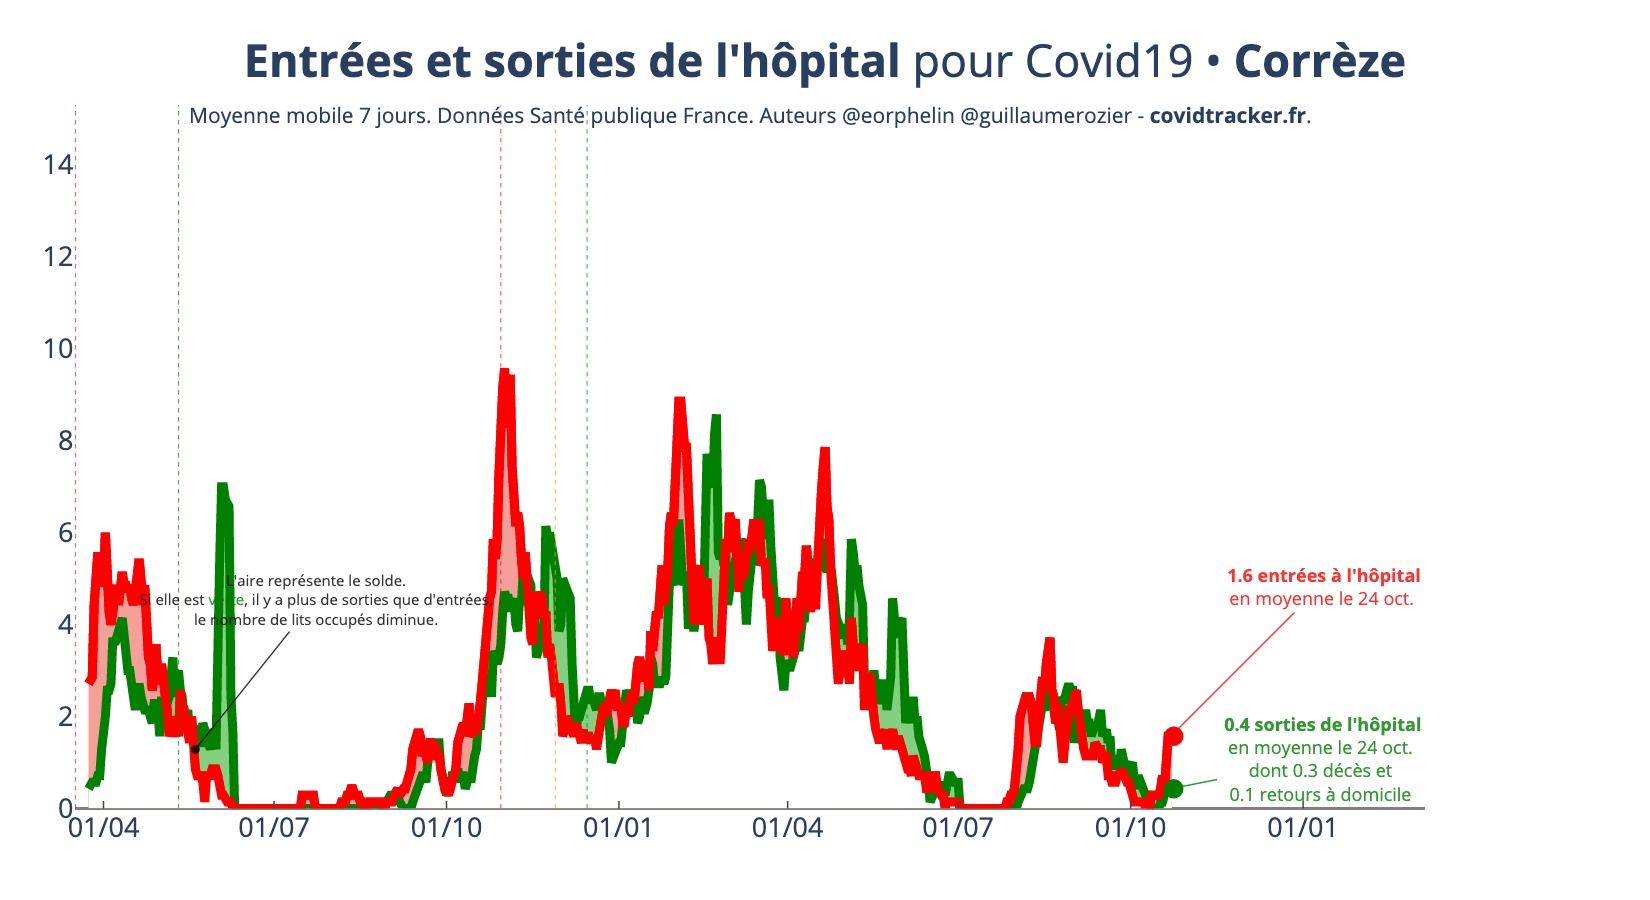 Entrées et sorties de l'hôpital pour Covid19 • Corrèze
Moyenne mobile 7 jours. Données Santé publique France. Auteurs @eorphelin @guillaumerozier - covidtracker.fr.
14
12
10
8
6
4
2
0
L'aire représente le solde.
Si elle est verte, il y a plus de sorties que d'entrées,
le nombre de lits occupés diminue.
1.6 entrées à l'hôpital
en moyenne le 24 oct.
0.4 sorties de l'hôpital
en moyenne le 24 oct.
dont 0.3 décès et
0.1 retours à domicile
01/04 01/07 01/10 01/01 01/04 01/07 01/10 01/01